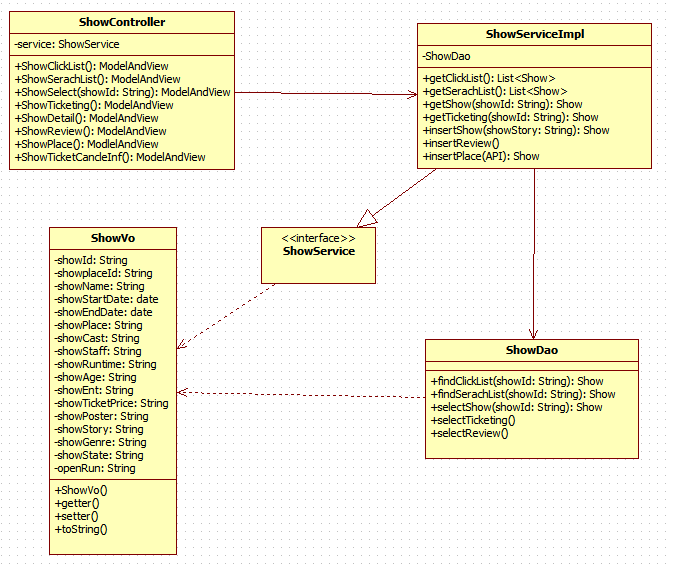 ShowController
-service: ShowService
+ShowClickList(): ModelAndView
+ShowSerachList(): ModelAndView
+ShowSelect(showId: String): ModelAndView
+ShowTicketing(): ModelAndView
+ShowDetail(): ModelAndView
+ShowReview(): ModelAndView
+ShowPlace(): ModlelAndView
+ShowTicketCancleInf(): ModelAndView
ShowServiceImpl
-ShowDao
+getClickList(): List<Show>
+getSerachList(): List<Show>
+getShow(showId: String): Show
+getTicketing(showId: String): Show
+insertShow(showStory: String): Show
+insertReview()
+insertPlace(API): Show
<<interface>>
ShowService
ShowVo
-showId: String
-showplaceId: String
-showName: String
-showStartDate: date
-showEndDate: date
-showPlace: String
-showCast: String
-showStaff: String
-showRuntime: String
-showAge: String
-showEnt: String
-showTicketPrice: String
-showPoster: String
-showStory: String
-showGenre: String
-showState: String
-openRun: String
+ShowVo()
+getter()
+setter()
+toString()
ShowDao
+findClickList(showId: String): Show
+findSerachList(showId: String): Show
+selectShow(showId: String): Show
+selectTicketing()
+selectReview()